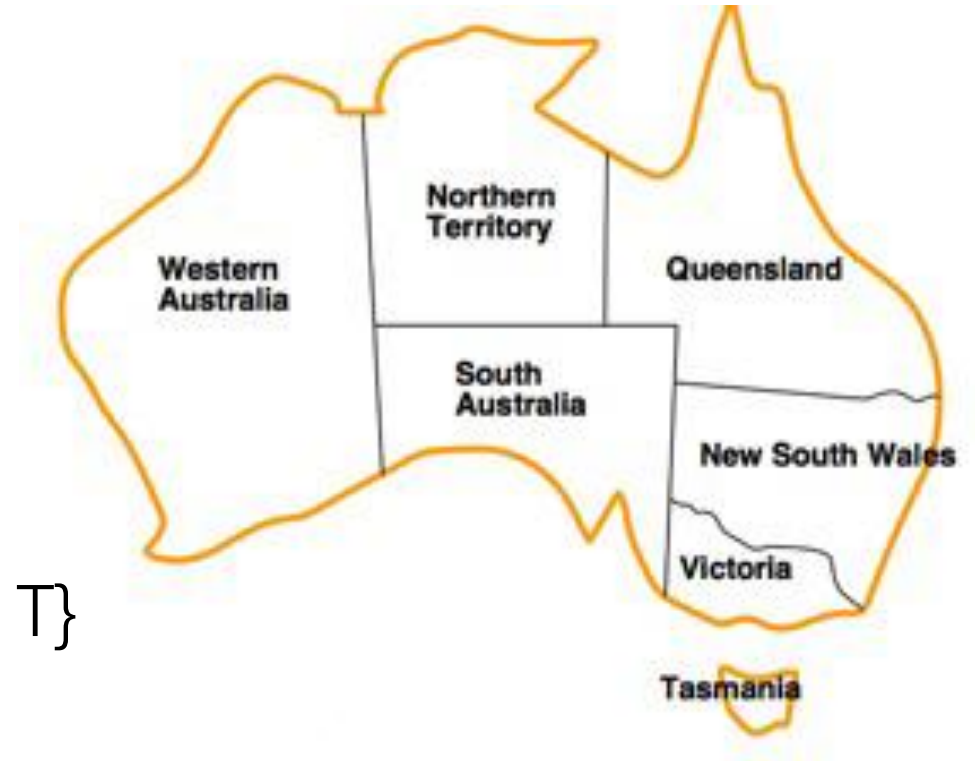 Northern
Territory
Western
Australia
Queensland
South
Australia
New South Wales
Victoria
T}
Tasmania